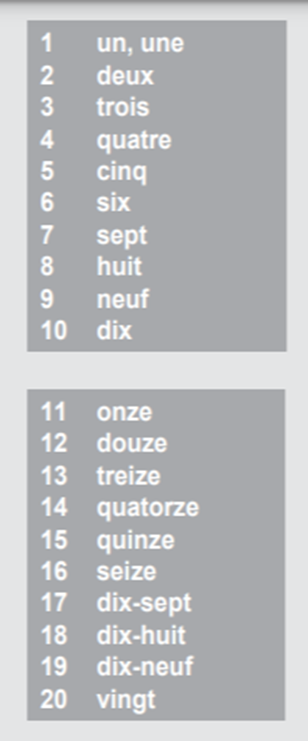 1 un, une
2 deux
3 trois
4 quatre
5 cinq
6 six
7 sept
8 huit
9 neuf
10 dix
11 onze
12 douze
13 treize
14 quatorze
15 quinze
16 seize
17 dix-sept
18 dix-huit
19 dix-neuf
20 vingt